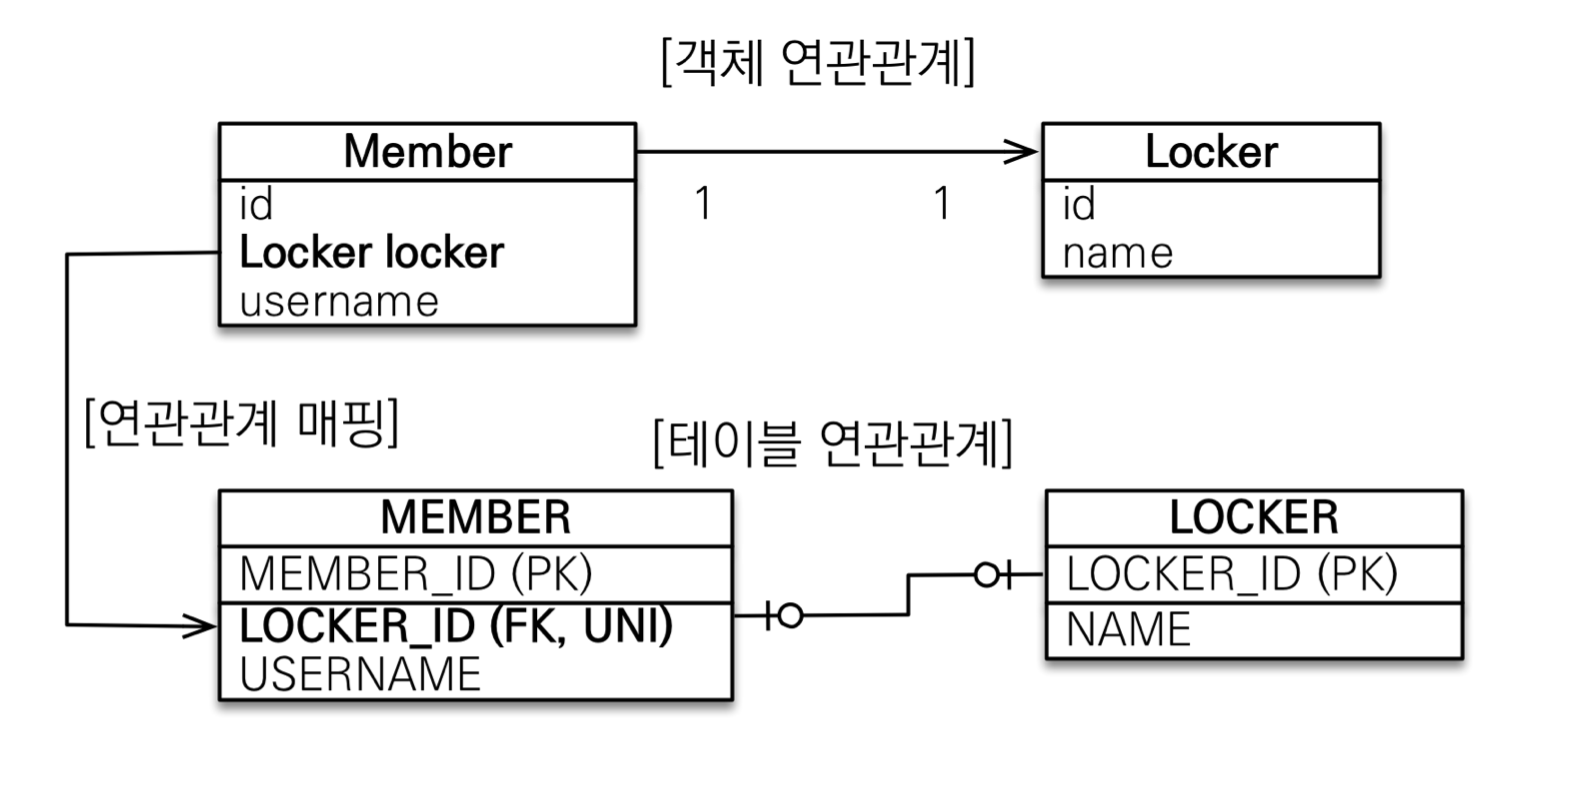 [객체 연관관계]
Member
id
Locker locker
username
1
1
Locker
id
name
[연관관계 매핑]
[테이블 연관관계]
MEMBER
MEMBER_ID (PK)
LOCKER_ID (FK, UNI)
USERNAME
LOCKER
LOCKER_ID (PK)
NAME